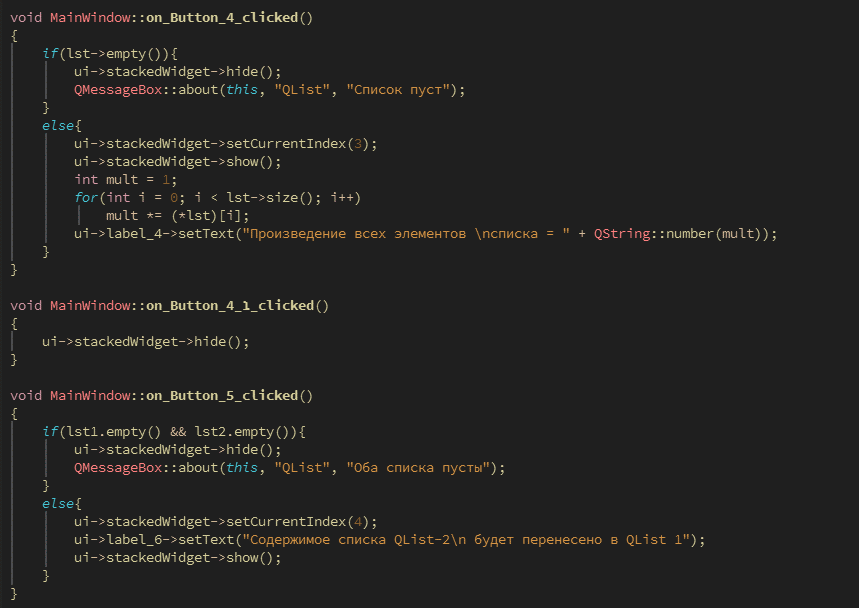 void MainWindow::on_Button_4_clicked()
{
    if(lst->empty()){
        ui->stackedWidget->hide();
        QMessageBox::about(this, "QList", "Список пуст");
    }
    else{
        ui->stackedWidget->setCurrentIndex(3);
        ui->stackedWidget->show();
        int mult = 1;
        for(int i = 0; i < lst->size(); i++)
            mult *= (*lst)[i];
        ui->label_4->setText("Произведение всех элементов \nсписка = " + QString::number(mult));
    }
}

void MainWindow::on_Button_4_1_clicked()
{
    ui->stackedWidget->hide();
}

void MainWindow::on_Button_5_clicked()
{
    if(lst1.empty() && lst2.empty()){
        ui->stackedWidget->hide();
        QMessageBox::about(this, "QList", "Оба списка пусты");
    }
    else{
        ui->stackedWidget->setCurrentIndex(4);
        ui->label_6->setText("Содержимое списка QList-2\n будет перенесено в QList 1");
        ui->stackedWidget->show();
    }
}